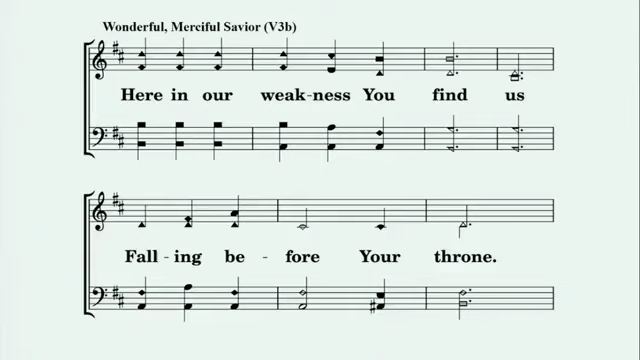 Wonderful, Merciful Savior (V3b)
Here in our weak-ness You find us
Fall - ing be - fore Your throne.